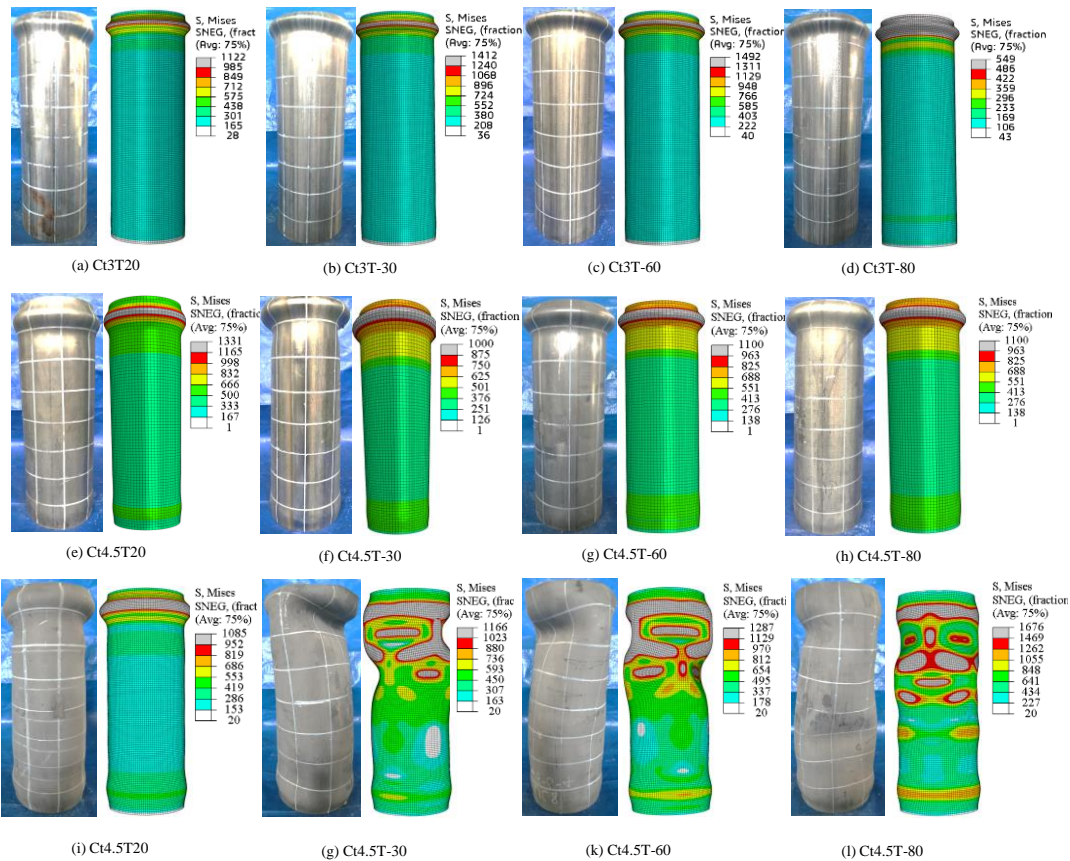 S, Mises
SNEG, (fract
(Avg: 75%)
1122
985
849
712
575
438
301
165
28
S, Mises
SNEG, (fraction
(Avg: 75%)
1412
1240
1068
896
724
552
380
208
36
S, Mises
SNEG, (fraction
(Avg: 75%)
1492
1311
1129
948
766
585
403
222
40
S, Mises
SNEG, (fraction
(Avg: 75%)
549
486
422
359
296
233
169
106
43
(a) Ct3T20
(b) Ct3T-30
(c) Ct3T-60
(d) Ct3T-80
S, Mises
SNEG, (fractio
(Avg: 75%)
1331
1165
998
832
666
500
333
167
1
S, Mises
SNEG, (fraction
(Avg: 75%)
1000
875
750
625
501
376
251
126
1
S, Mises
SNEG, (fraction
(Avg: 75%)
1100
963
825
688
551
413
276
138
1
S, Mises
SNEG, (fraction
(Avg: 75%)
1100
963
825
688
551
413
276
138
1
(e) Ct4.5T20
(f) Ct4.5T-30
(g) Ct4.5T-60
(h) Ct4.5T-80
S, Mises
SNEG, (fract
(Avg: 75%)
1085
952
819
686
553
419
286
153
20
S, Mises
SNEG, (frac
(Avg: 75%)
1166
1023
880
736
593
450
307
163
20
S, Mises
SNEG, (fraction
(Avg: 75%)
1287
1129
970
812
654
495
337
178
20
S, Mises
SNEG, (fraction
(Avg: 75%)
1676
1469
1262
1055
848
641
434
227
20
(i) Ct4.5T20
(g) Ct4.5T-30
(k) Ct4.5T-60
(l) Ct4.5T-80